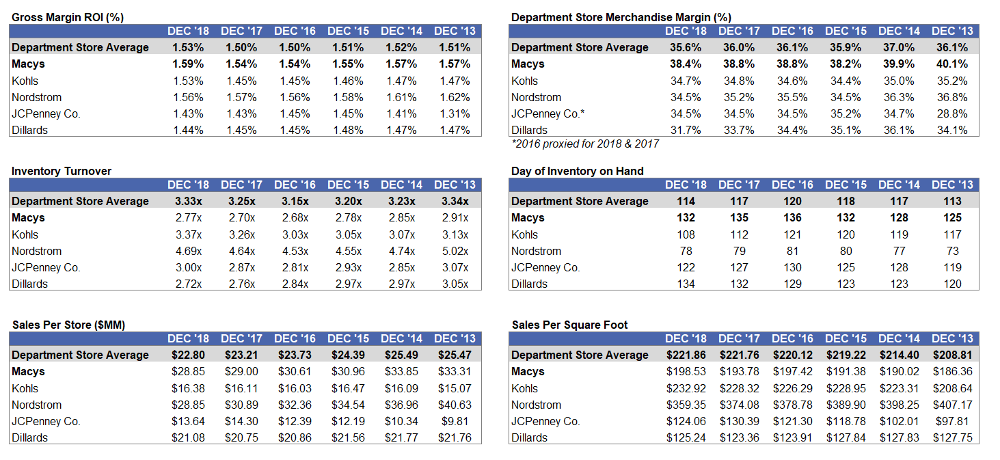 Gross Margin ROI (%)
DEC '18 DEC '17 DEC '16 DEC '15 DEC '14 DEC '13
Department Store Average 1.53% 1.50% 1.50% 1.51% 1.52% 1.51%
Macys 1.59% 1.54% 1.54% 1.55% 1.57% 1.57%
Kohls 1.53% 1.45% 1.45% 1.46% 1.47% 1.47%
Nordstrom 1.56% 1.57% 1.56% 1.58% 1.61% 1.62%
JCPenney Co. 1.43% 1.43% 1.45% 1.45% 1.41% 1.31%
Dillards 1.44% 1.45% 1.45% 1.48% 1.47% 1.47%
Department Store Merchandise Margin (%)
DEC '18 DEC '17 DEC '16 DEC '15 DEC '14 DEC '13
Department Store Average 35.6% 36.0% 36.1% 35.9% 37.0% 36.1%
Macys 38.4% 38.8% 38.8% 38.2% 39.9% 40.1%
Kohls 34.7% 34.8% 34.6% 34.4% 35.0% 35.2%
Nordstrom 34.5% 35.2% 35.5% 34.5% 36.3% 36.8%
JCPenney Co.* 34.5% 34.5% 34.5% 35.2% 34.7% 28.8%
Dillards 31.7% 33.7% 34.4% 35.1% 36.1% 34.1%
*2016 proxied for 2018 & 2017
Inventory Turnover
DEC '18 DEC '17 DEC '16 DEC '15 DEC '14 DEC '13
Department Store Average 3.33x 3.25x 3.15x 3.20x 3.23x 3.34x
Macys 2.77x 2.70x 2.68x 2.78x 2.85x 2.91x
Kohls 3.37x 3.26x 3.03x 3.05x 3.07x 3.13x
Nordstrom 4.69x 4.64x 4.53x 4.55x 4.74x 5.02x
JCPenney Co. 3.00x 2.87x 2.81x 2.93x 2.85x 3.07x
Dillards 2.72x 2.76x 2.84x 2.97x 2.97x 3.05x
Day of Inventory on Hand
DEC '18 DEC '17 DEC '16 DEC '15 DEC '14 DEC '13
Department Store Average 114 117 120 118 117 113
Macys 132 135 136 132 128 125
Kohls 108 112 121 120 119 117
Nordstrom 78 79 81 80 77 73
JCPenney Co. 122 127 130 125 128 119
Dillards 134 132 129 123 123 120
Sales Per Store ($MM)
DEC '18 DEC '17 DEC '16 DEC '15 DEC '14 DEC '13
Department Store Average $22.80 $23.21 $23.73 $24.39 $25.49 $25.47
Macys $28.85 $29.00 $30.61 $30.96 $33.85 $33.31
Kohls $16.38 $16.11 $16.03 $16.47 $16.09 $15.07
Nordstrom $28.85 $30.89 $32.36 $34.54 $36.96 $40.63
JCPenney Co. $13.64 $14.30 $12.39 $12.19 $10.34 $9.81
Dillards $21.08 $20.75 $20.86 $21.56 $21.77 $21.76
Sales Per Square Foot
DEC '18 DEC '17 DEC '16 DEC '15 DEC '14 DEC '13
Department Store Average $221.86 $221.76 $220.12 $219.22 $214.40 $208.81
Macys $198.53 $193.78 $197.42 $191.38 $190.02 $186.36
Kohls $232.92 $228.32 $226.29 $228.95 $223.31 $208.64
Nordstrom $359.35 $374.08 $378.78 $389.90 $398.25 $407.17
JCPenney Co. $124.06 $130.39 $121.30 $118.78 $102.01 $97.81
Dillards $125.24 $123.36 $123.91 $127.84 $127.83 $127.75